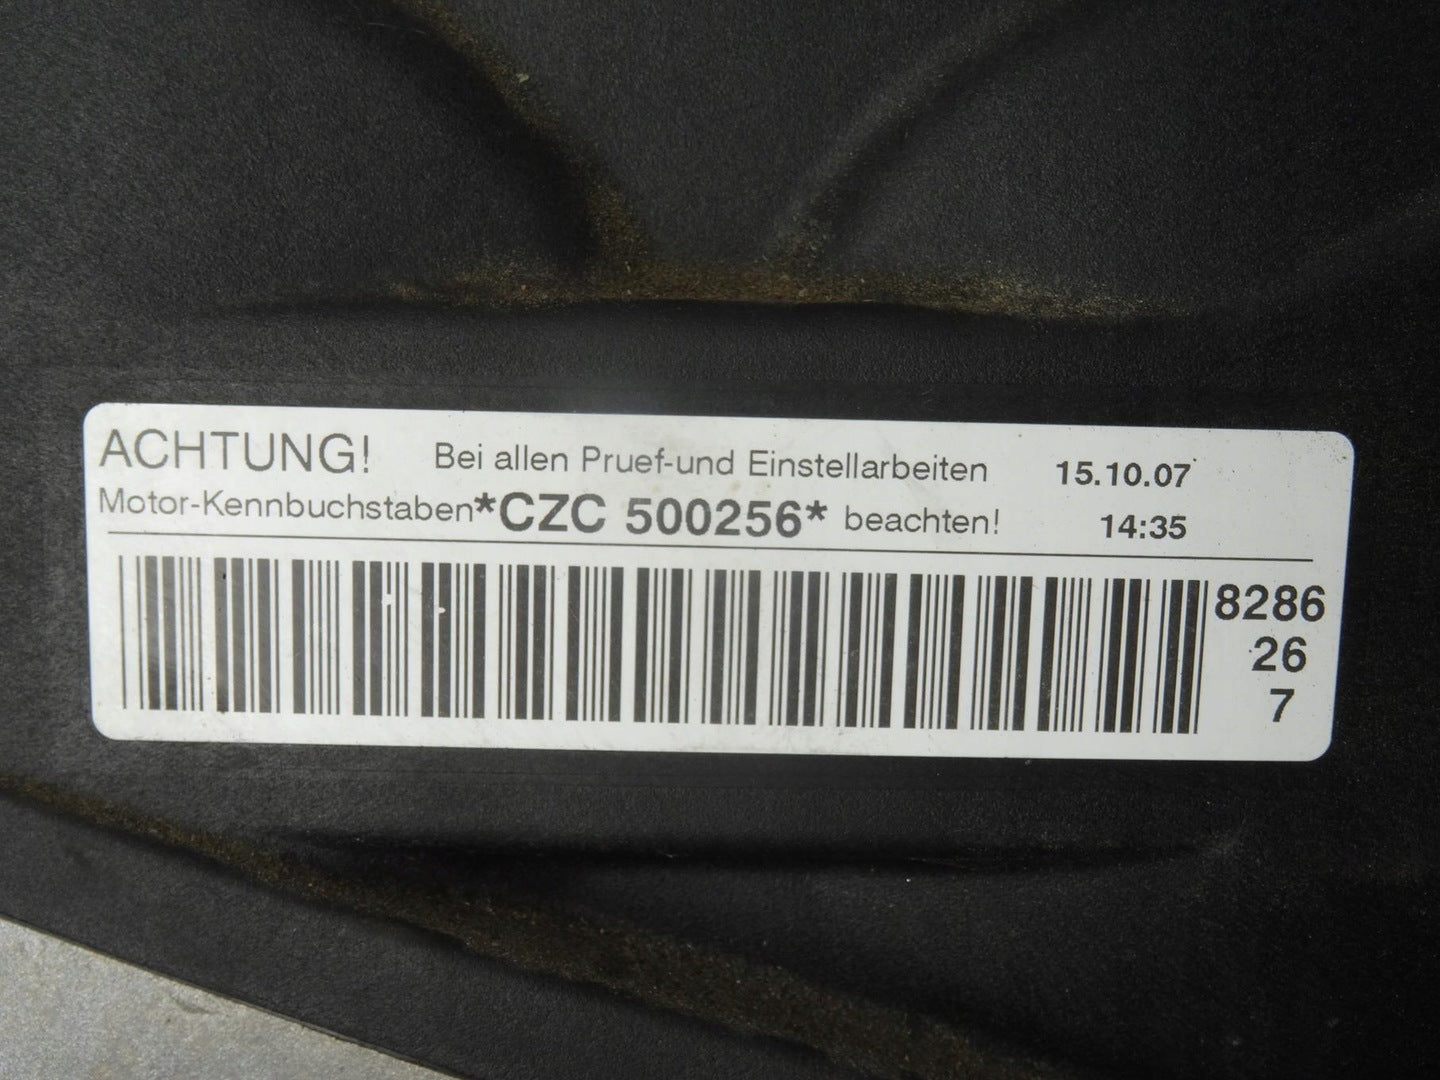 ACHTUNG! Bei allen Pruef-und Einstellarbeiten 15.10.07
Motor-Kennbuchstaben*CZC 500256* beachten! 14:35
8286
26
7